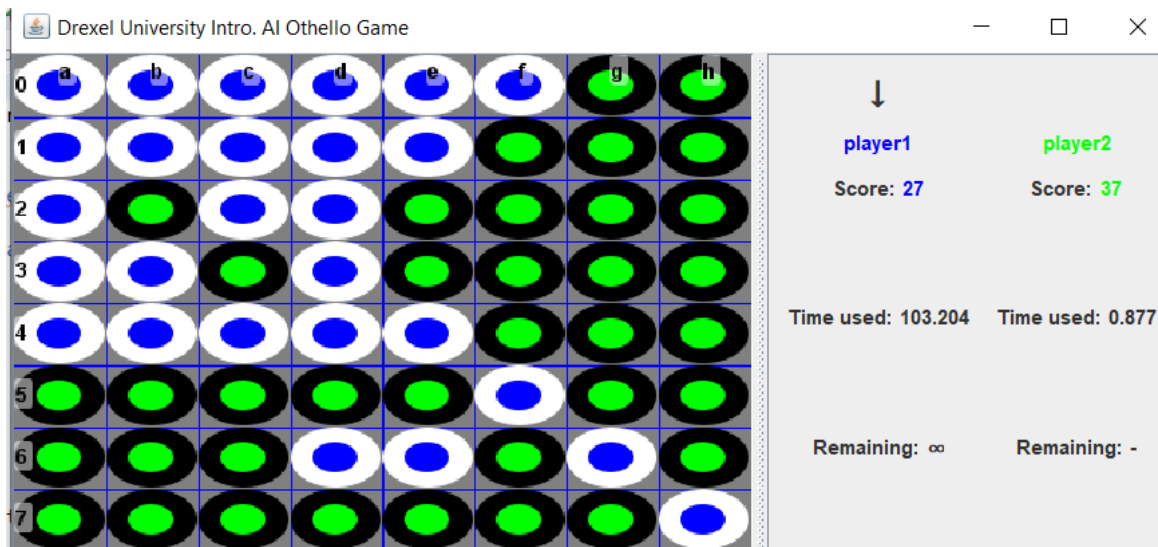 Drexel University Intro. AI Othello Game
a b c d e f g h
0
1
2
3
4
5
6
7
↓
player1 player2
Score: 27 Score: 37
Time used: 103.204 Time used: 0.877
Remaining: ∞ Remaining: -